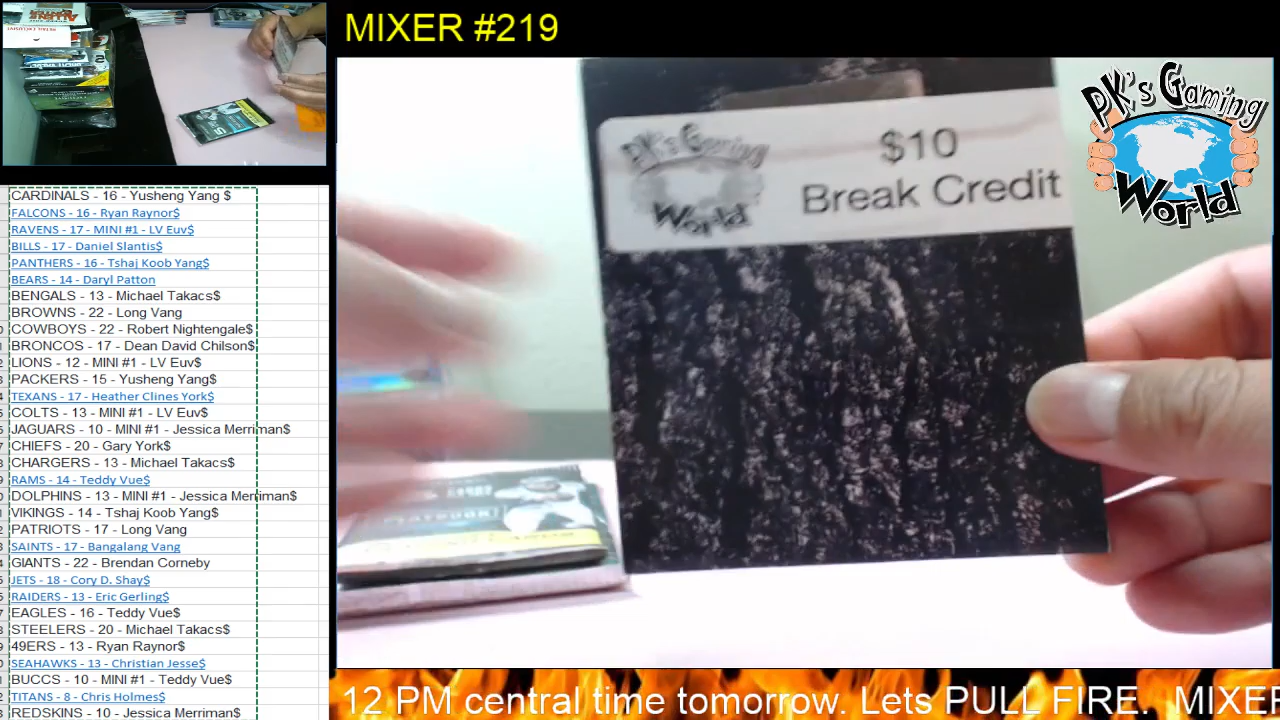 MIXER #219
PK's Gaming
World
PK's Gaming
World
$10
Break Credit
CARDINALS - 16 - Yusheng Yang $
FALCONS - 16 - Ryan Raynor$
RAVENS - 17 - MINI #1 - LV Euv$
BILLS - 17 - Daniel Slantis$
PANTHERS - 16 - Tshaj Koob Yang$
BEARS - 14 - Daryl Patton
BENGALS - 13 - Michael Takacs$
BROWNS - 22 - Long Vang
COWBOYS - 22 - Robert Nightengale$
BRONCOS - 17 - Dean David Chilson$
LIONS - 12 - MINI #1 - LV Euv$
PACKERS - 15 - Yusheng Yang$
TEXANS - 17 - Heather Clines York$
COLTS - 13 - MINI #1 - LV Euv$
JAGUARS - 10 - MINI #1 - Jessica Merriman$
CHIEFS - 20 - Gary York$
CHARGERS - 13 - Michael Takacs$
RAMS - 14 - Teddy Vue$
DOLPHINS - 13 - MINI #1 - Jessica Merriman$
VIKINGS - 14 - Tshaj Koob Yang$
PATRIOTS - 17 - Long Vang
SAINTS - 17 - Bangalang Vang
GIANTS - 22 - Brendan Corneby
JETS - 18 - Cory D. Shay$
RAIDERS - 13 - Eric Gerling$
EAGLES - 16 - Teddy Vue$
STEELERS - 20 - Michael Takacs$
49ERS - 13 - Ryan Raynor$
SEAHAWKS - 13 - Christian Jesse$
BUCCS - 10 - MINI #1 - Teddy Vue$
TITANS - 8 - Chris Holmes$
REDSKINS - 10 - Jessica Merriman$
12 PM central time tomorrow. Lets PULL FIRE. MIXER